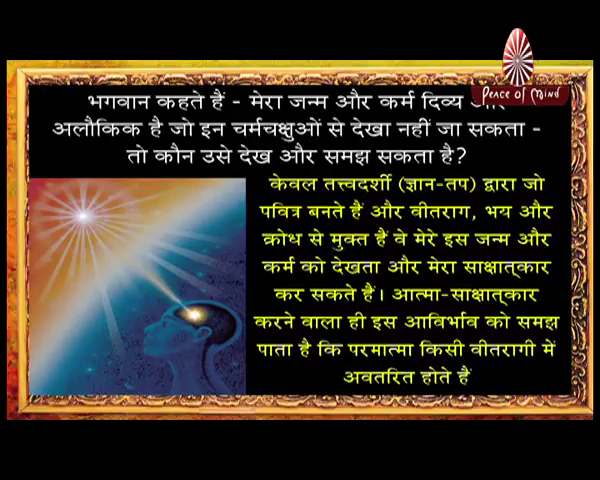 Peace of Mind
भगवान कहते हैं - मेरा जन्म और कर्म दिव्य और
अलौकिक है जो इन चर्मचक्षुओं से देखा नहीं जा सकता -
तो कौन उसे देख और समझ सकता है?
केवल तत्त्वदर्शी (ज्ञान-तप) द्वारा जो
पवित्र बनते हैं और वीतराग, भय और
क्रोध से मुक्त हैं वे मेरे इस जन्म और
कर्म को देखता और मेरा साक्षात्कार
कर सकते हैं। आत्मा-साक्षात्कार
करने वाला ही इस आविर्भाव को समझ
पाता है कि परमात्मा किसी वीतरागी में
अवतरित होते हैं